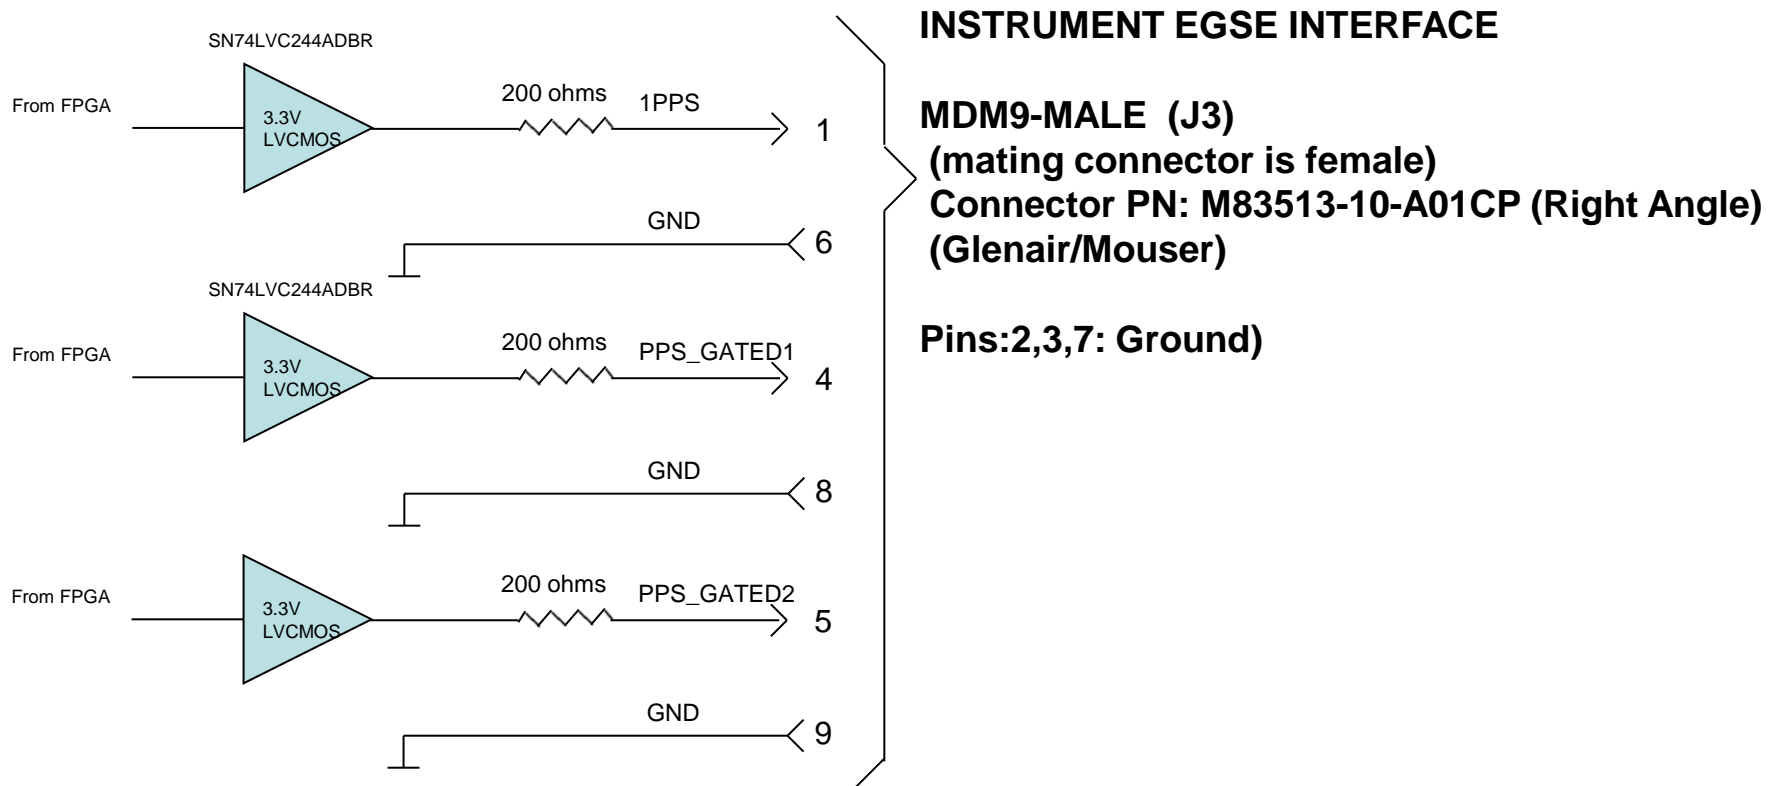 SN74LVC244ADBR
From FPGA
3.3V
LVCMOS
200 ohms
1PPS
1
GND
6
SN74LVC244ADBR
From FPGA
3.3V
LVCMOS
200 ohms
PPS_GATED1
4
GND
8
From FPGA
3.3V
LVCMOS
200 ohms
PPS_GATED2
5
GND
9
INSTRUMENT EGSE INTERFACE
MDM9-MALE (J3)
(mating connector is female)
Connector PN: M83513-10-A01CP (Right Angle)
(Glenair/Mouser)
Pins:2,3,7: Ground)